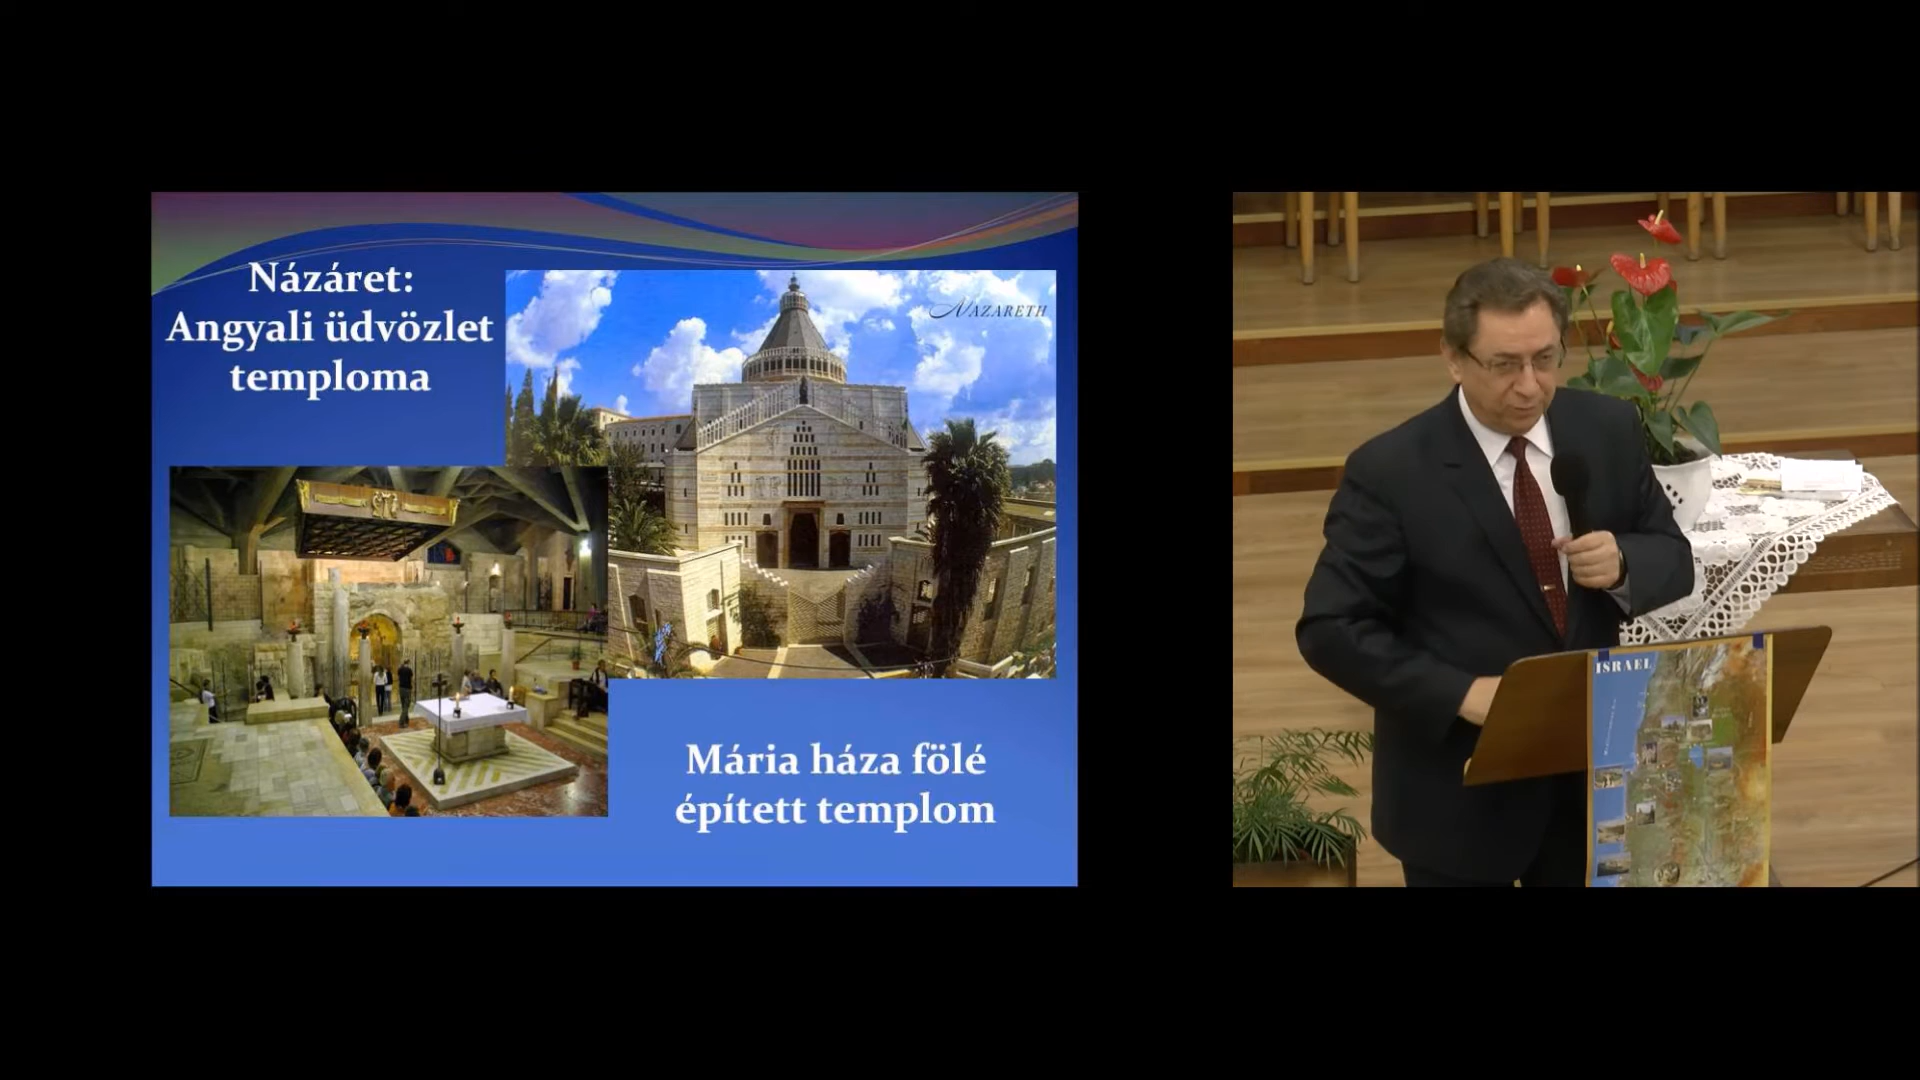 Názáret:
Angyali üdvözlet
temploma
NAZARETH
Mária háza fölé
épített templom
ISRAEL